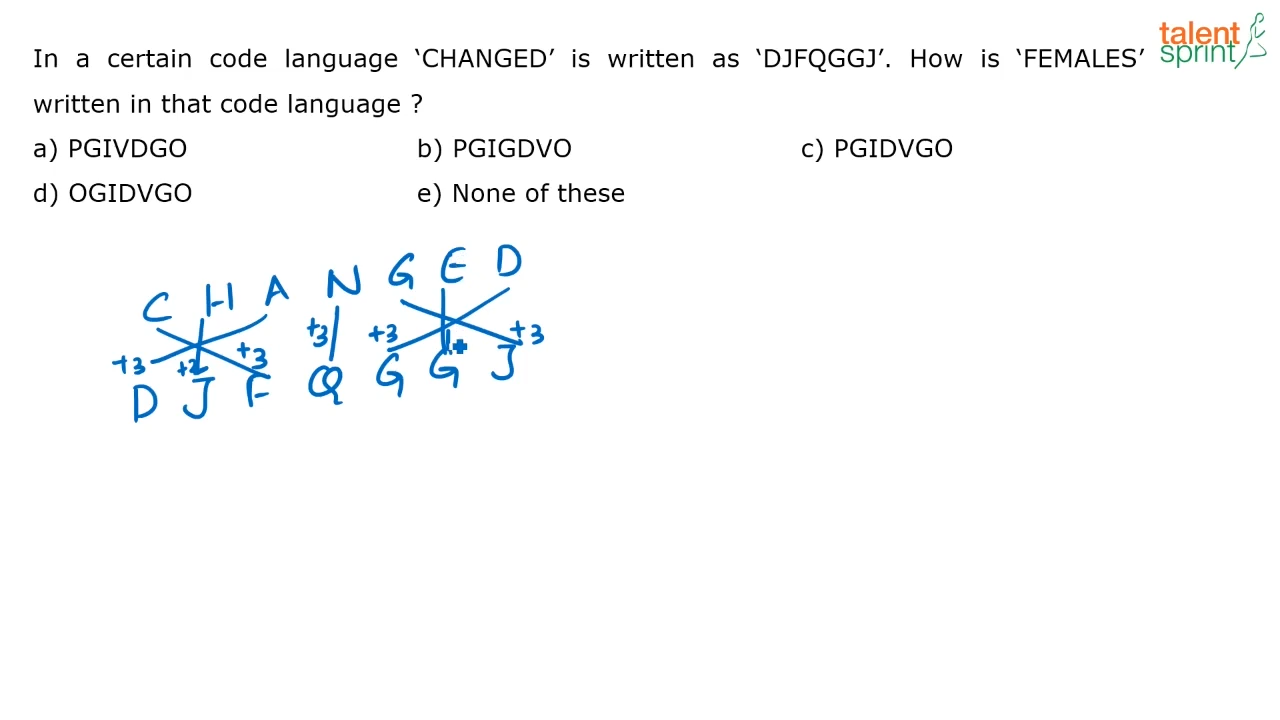 talent
sprint
In a certain code language ‘CHANGED’ is written as ‘DJFQGGJ’. How is ‘FEMALES’
written in that code language ?
a) PGIVDGO b) PGIGDVO c) PGIDVGO
d) OGIDVGO e) None of these
C H A N G E D
+3 +2 +3 +3 +3 +3
D J F Q G G J